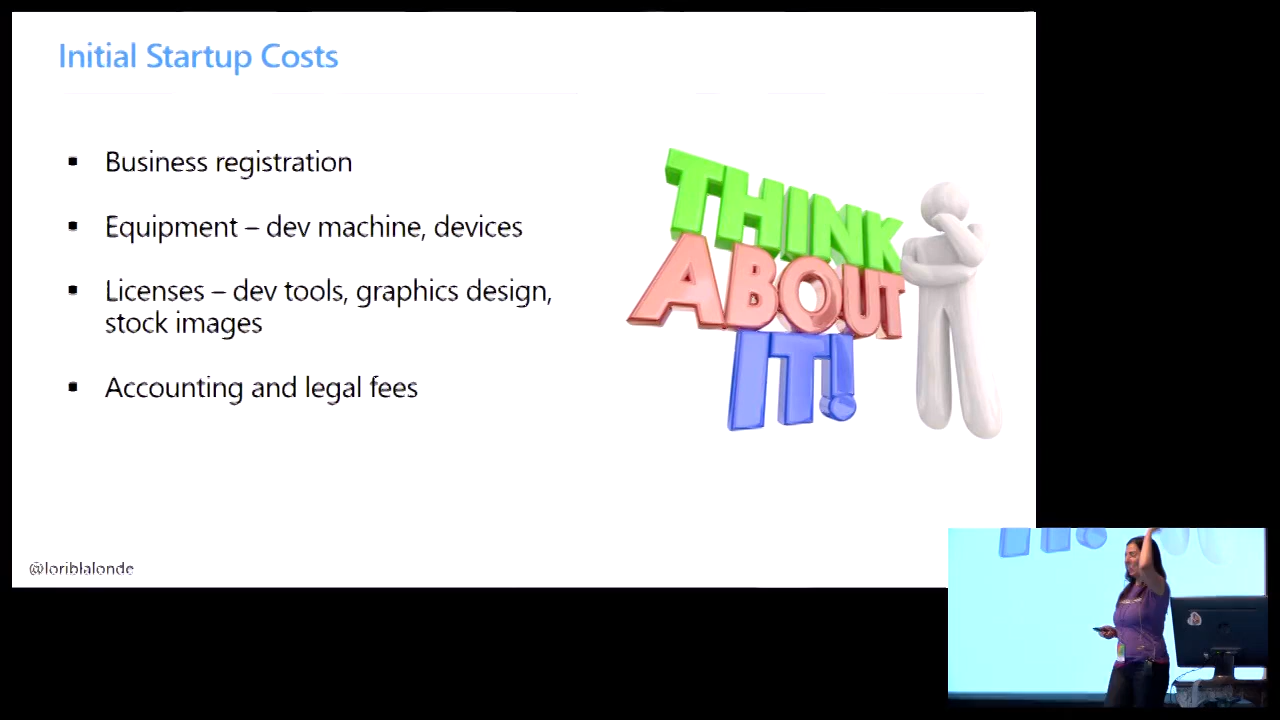 Initial Startup Costs
Business registration
Equipment – dev machine, devices
Licenses – dev tools, graphics design,
stock images
Accounting and legal fees
THINK
ABOUT
IT!
@loriblalonde